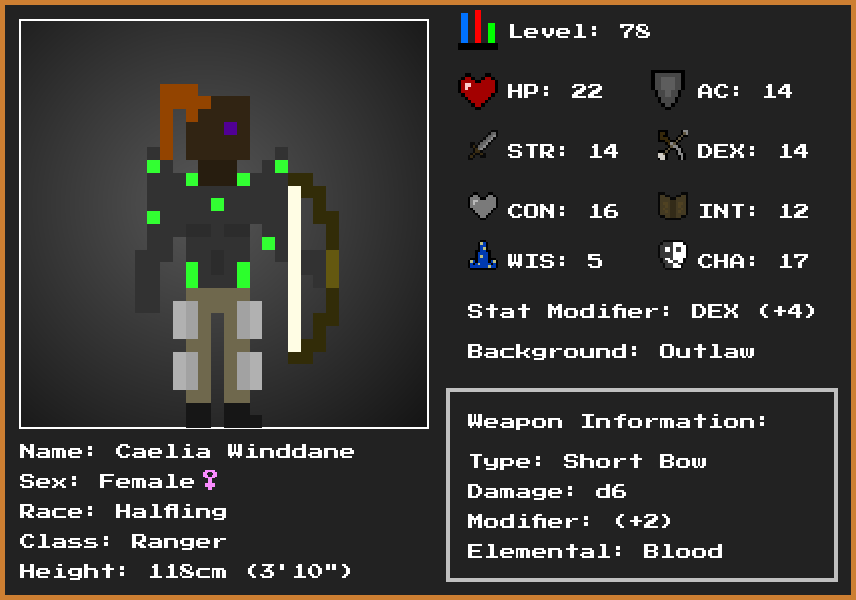 Level: 78
HP: 22 AC: 14
STR: 14 DEX: 14
CON: 16 INT: 12
WIS: 5 CHA: 17
Stat Modifier: DEX (+4)
Background: Outlaw
Weapon Information:
Type: Short Bow
Damage: d6
Modifier: (+2)
Elemental: Blood
Name: Caelia Winddane
Sex: Female♀
Race: Halfling
Class: Ranger
Height: 118cm (3'10")